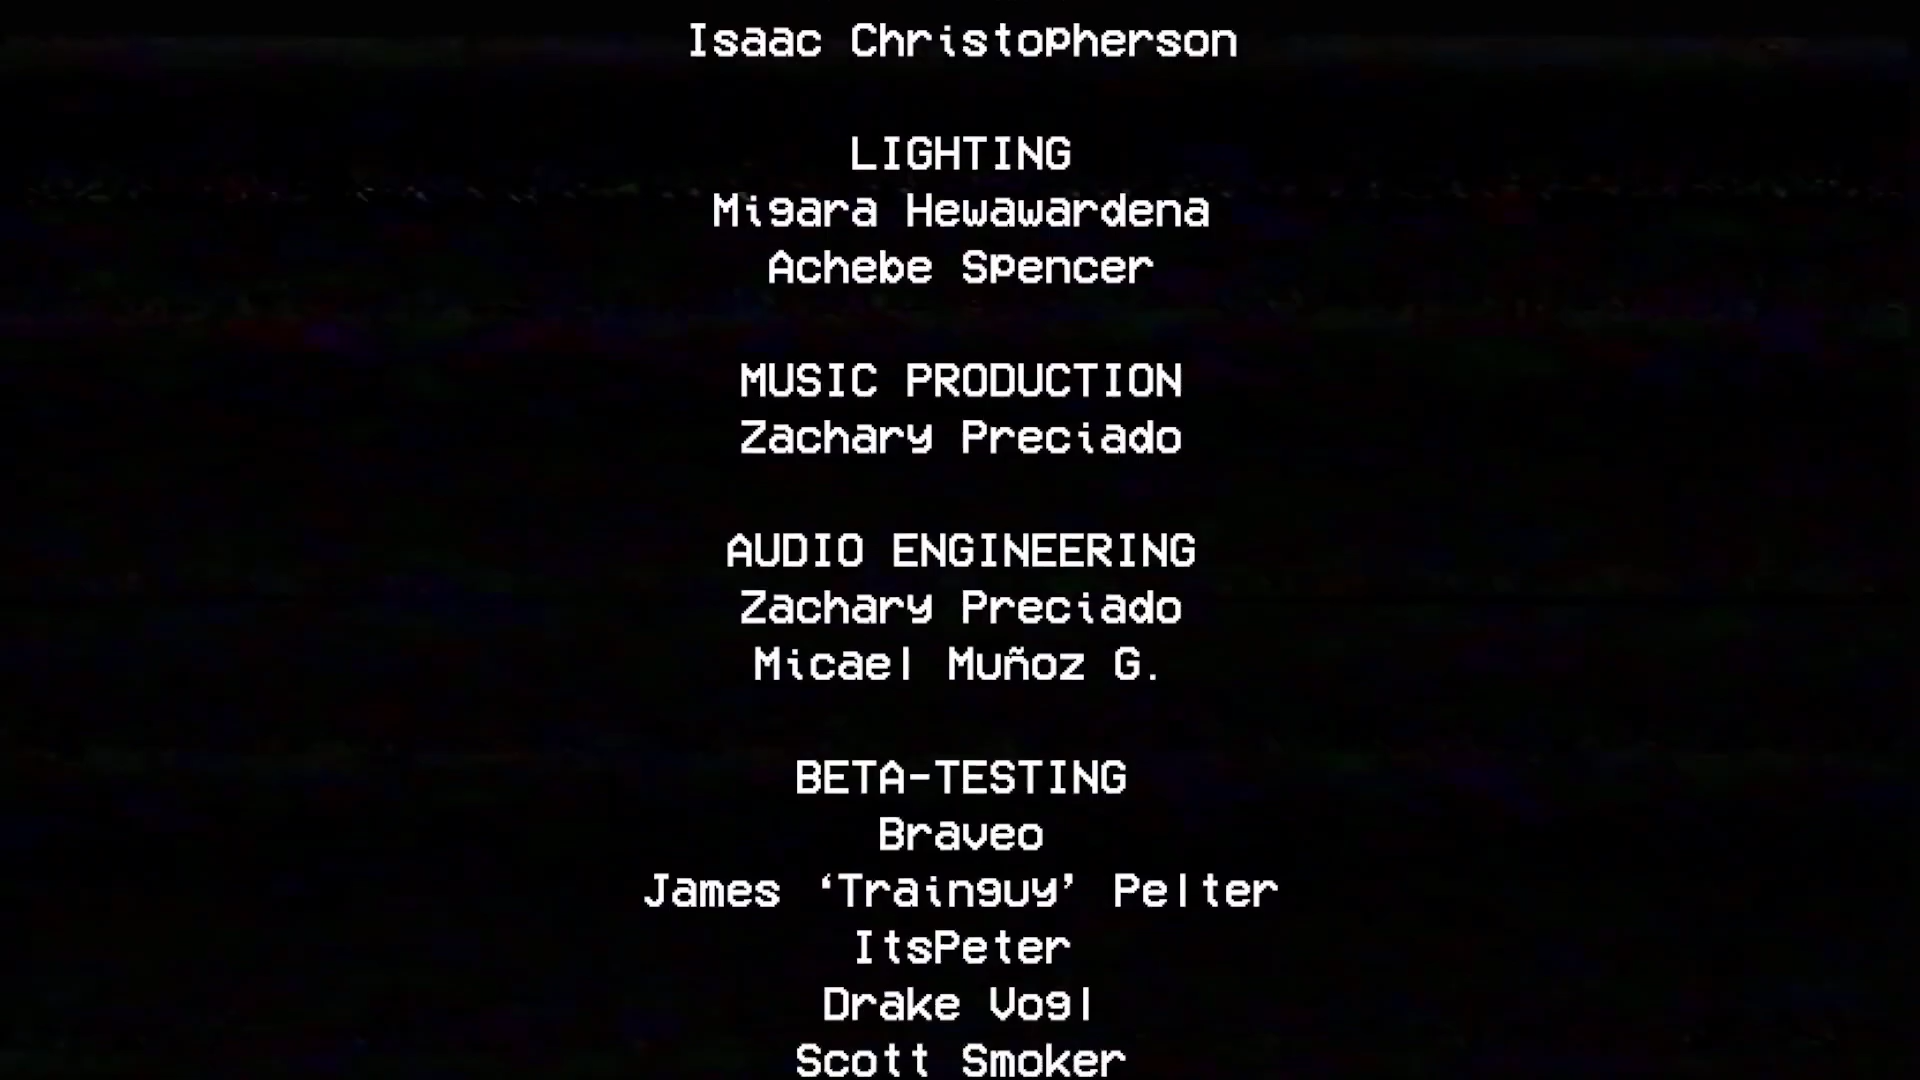 Isaac Christopherson
LIGHTING
Migara Hewawardena
Achebe Spencer
MUSIC PRODUCTION
Zachary Preciado
AUDIO ENGINEERING
Zachary Preciado
Micael Muñoz G.
BETA-TESTING
Braveo
James ‘Trainguy’ Pelter
ItsPeter
Drake Vogl
Scott Smoker